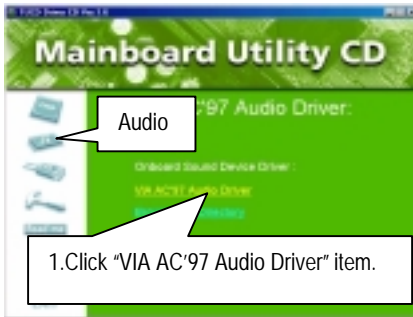 Mainboard Utility CD
'97 Audio Driver:
Audio
Onboard Sound Device Driver :
VIA AC'97 Audio Driver
1.Click “VIA AC’97 Audio Driver” item.